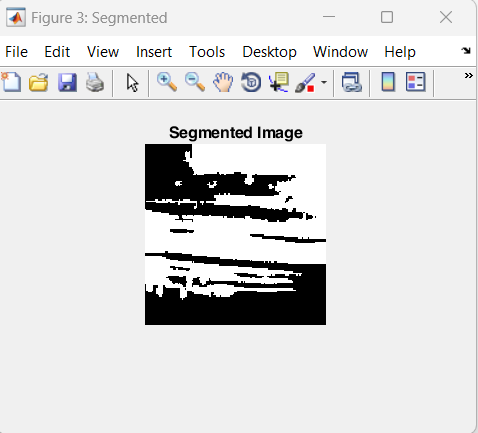 Figure 3: Segmented
File Edit View Insert Tools Desktop Window Help
Segmented Image